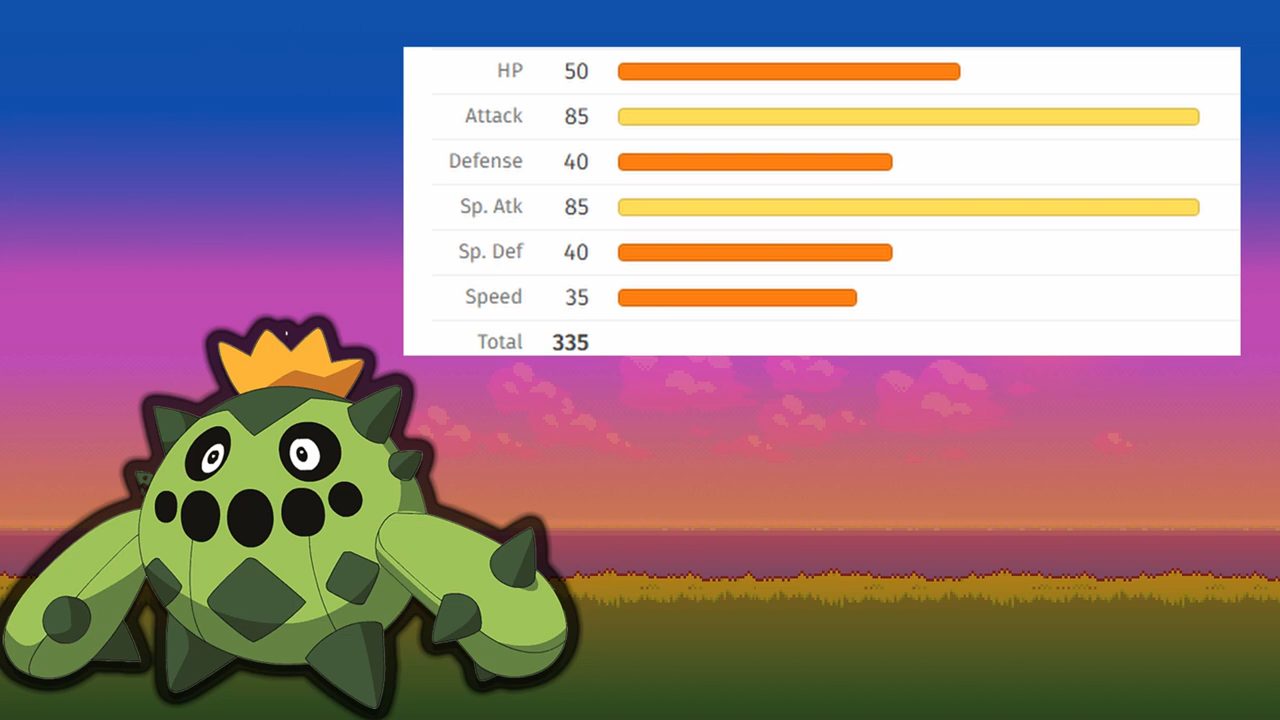 HP 50
Attack 85
Defense 40
Sp. Atk 85
Sp. Def 40
Speed 35
Total 335